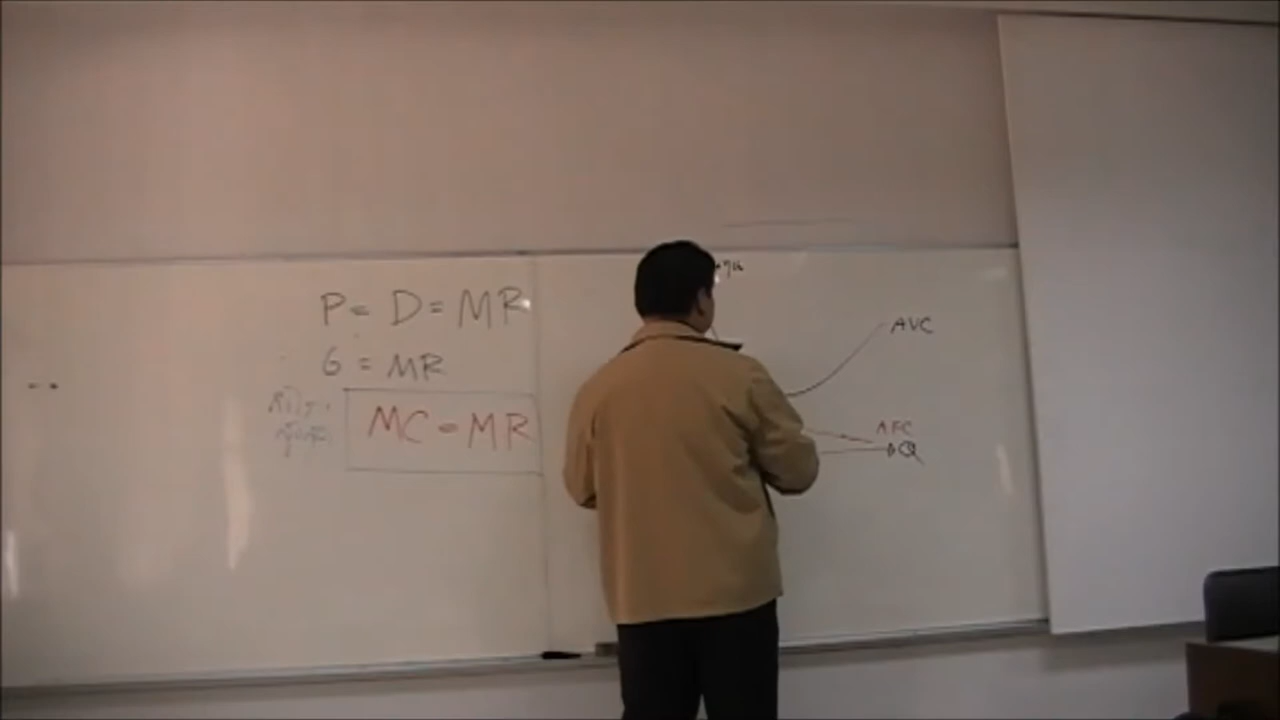 P = D = MR
6 = MR
MC = MR
AVC
AFC
Q